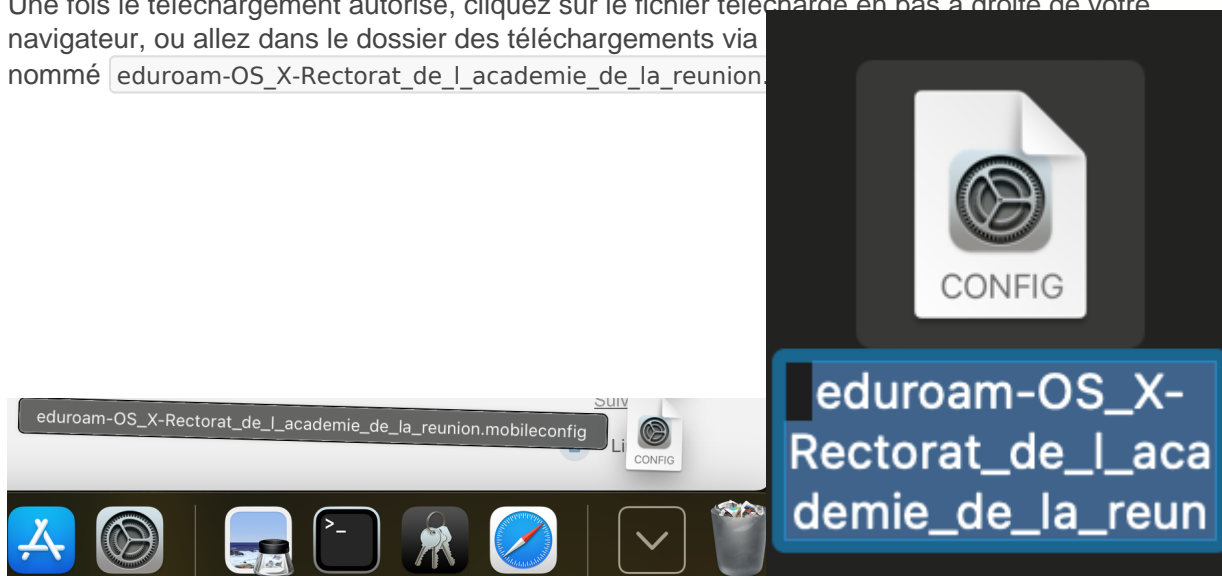 Une fois le téléchargement autorisé, cliquez sur le fichier téléchargé en bas à droite de votre
navigateur, ou allez dans le dossier des téléchargements via
nommé eduroam-OS_X-Rectorat_de_l_academie_de_la_reunion.
CONFIG
eduroam-OS_X-
Rectorat_de_l_aca
demie_de_la_reun
Suiv
eduroam-OS_X-Rectorat_de_l_academie_de_la_reunion.mobileconfig
Li
CONFIG
>_